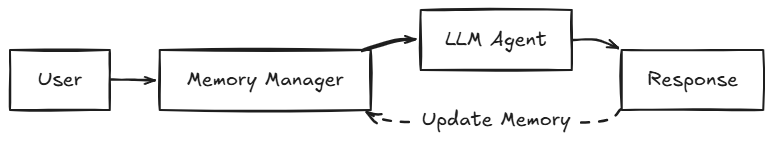 User
Memory Manager
LLM Agent
Response
Update Memory